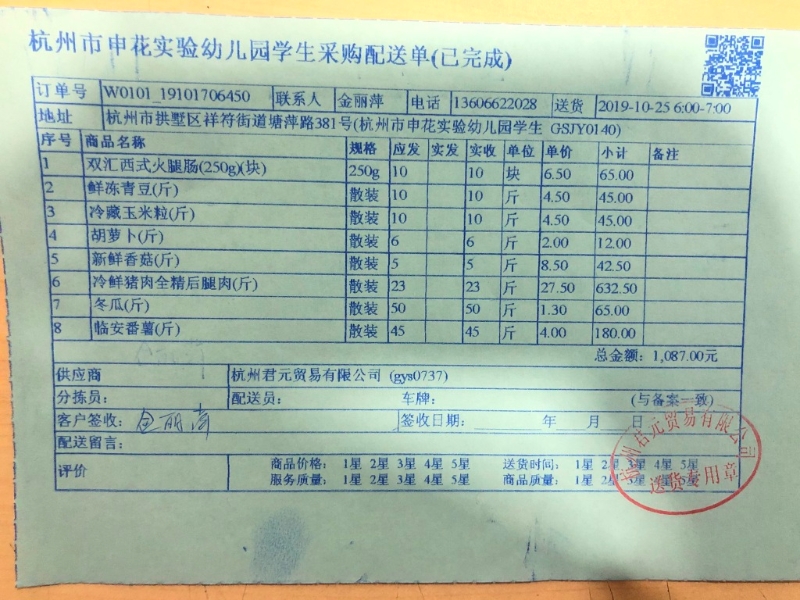 杭州市申花实验幼儿园学生采购配送单(已完成)
订单号 W0101_19101706450 联系人 金丽萍 电话 13606622028 送货 2019-10-25 6:00-7:00
地址 杭州市拱墅区祥符街道塘萍路381号(杭州市申花实验幼儿园学生 GSJY0140)
序号 商品名称 规格 应发 实发 实收 单位 单价 小计 备注
1 双汇西式火腿肠(250g)(块) 250g 10 10 块 6.50 65.00
2 鲜冻青豆(斤) 散装 10 10 斤 4.50 45.00
3 冷藏玉米粒(斤) 散装 10 10 斤 4.50 45.00
4 胡萝卜(斤) 散装 6 6 斤 2.00 12.00
5 新鲜香菇(斤) 散装 5 5 斤 8.50 42.50
6 冷鲜猪肉全精后腿肉(斤) 散装 23 23 斤 27.50 632.50
7 冬瓜(斤) 散装 50 50 斤 1.30 65.00
8 临安番薯(斤) 散装 45 45 斤 4.00 180.00
总金额: 1,087.00元
供应商 杭州君元贸易有限公司 (gys0737)
分拣员: 配送员: 车牌: (与备案一致)
客户签收: 金丽 签收日期: 年 月 日
配送留言:
评价 商品价格: 1星 2星 3星 4星 5星 送货时间: 1星 2星 3星 4星 5星
服务质量: 1星 2星 3星 4星 5星 商品质量: 1星 2星 3星 4星 5星
杭州君元贸易有限公司
送货专用章